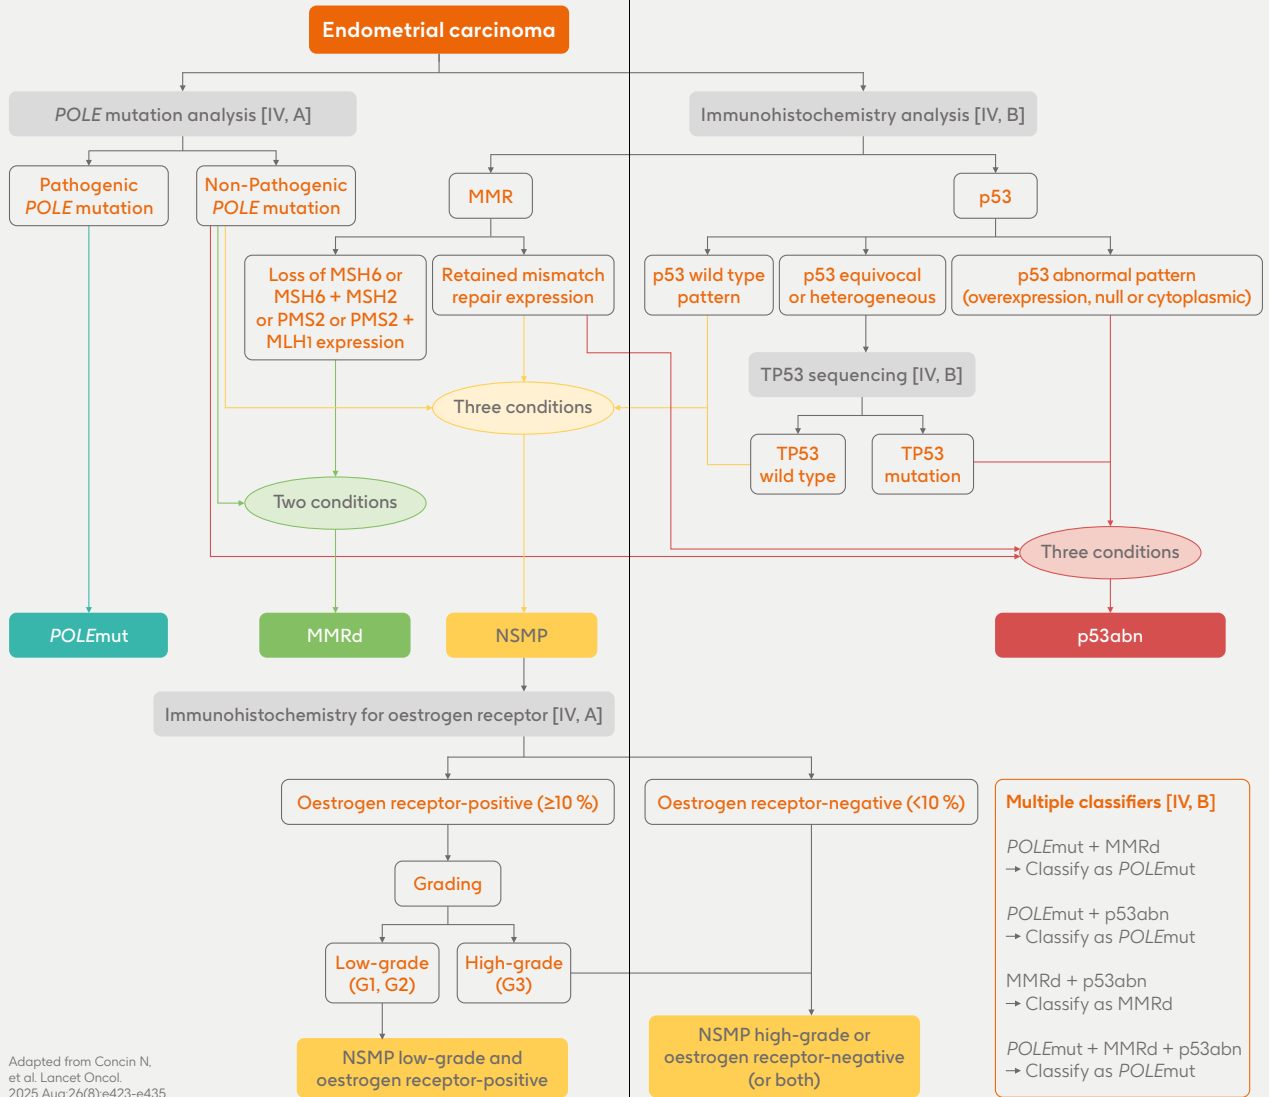 Endometrial carcinoma
POLE mutation analysis [IV, A]
Immunohistochemistry analysis [IV, B]
Pathogenic
POLE mutation
Non-Pathogenic
POLE mutation
MMR
p53
Loss of MSH6 or
MSH6 + MSH2
or PMS2 or PMS2 +
MLH1 expression
Retained mismatch
repair expression
p53 wild type
pattern
p53 equivocal
or heterogeneous
p53 abnormal pattern
(overexpression, null or cytoplasmic)
TP53 sequencing [IV, B]
Three conditions
TP53
wild type
TP53
mutation
Two conditions
Three conditions
POLEmut
MMRd
NSMP
p53abn
Immunohistochemistry for oestrogen receptor [IV, A]
Oestrogen receptor-positive (≥10 %)
Oestrogen receptor-negative (<10 %)
Grading
Low-grade
(G1, G2)
High-grade
(G3)
NSMP low-grade and
oestrogen receptor-positive
NSMP high-grade or
oestrogen receptor-negative
(or both)
Multiple classifiers [IV, B]
POLEmut + MMRd
→ Classify as POLEmut
POLEmut + p53abn
→ Classify as POLEmut
MMRd + p53abn
→ Classify as MMRd
POLEmut + MMRd + p53abn
→ Classify as POLEmut
Adapted from Concin N,
et al. Lancet Oncol.
2025 Aug;26(8):e423-e435